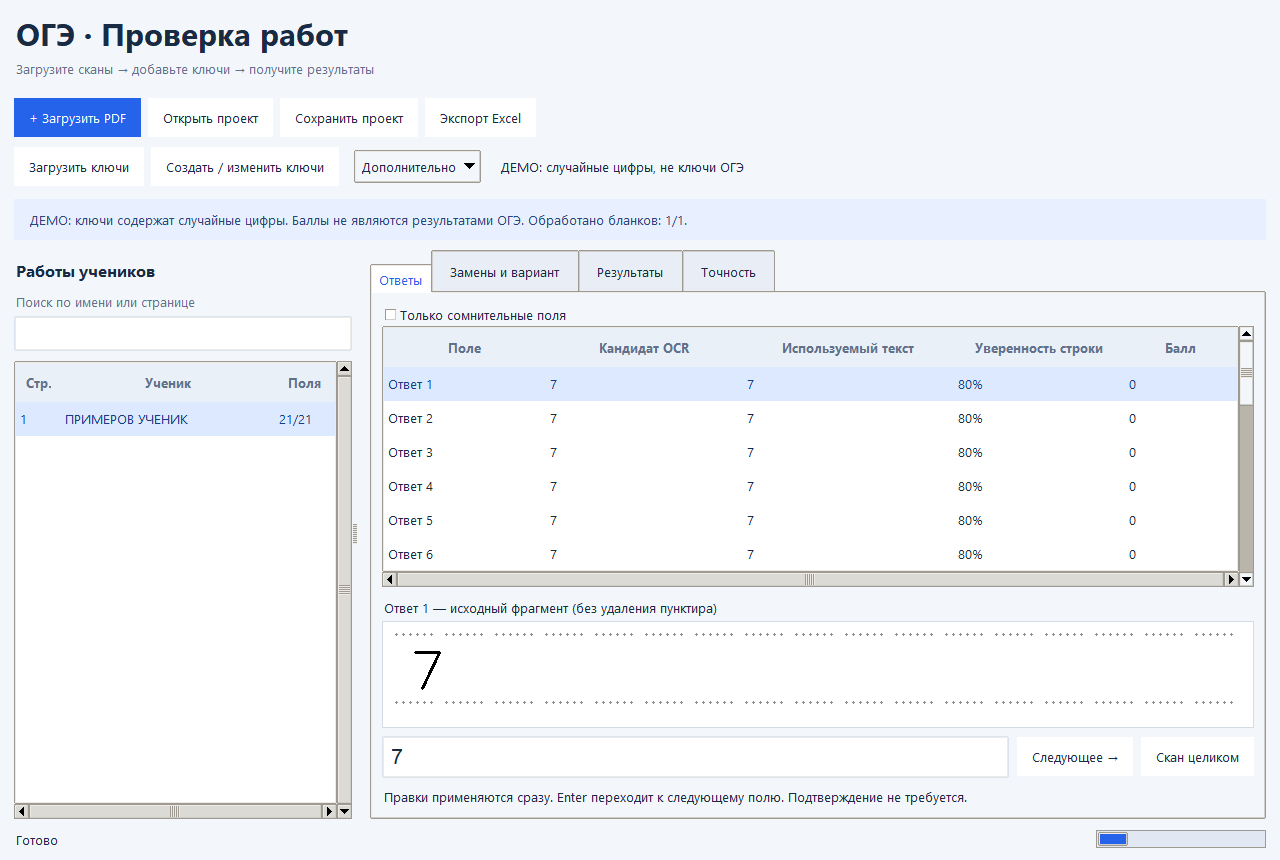 ОГЭ · Проверка работ
Загрузите сканы → добавьте ключи → получите результаты
+ Загрузить PDF
Открыть проект
Сохранить проект
Экспорт Excel
Загрузить ключи
Создать / изменить ключи
Дополнительно
ДЕМО: случайные цифры, не ключи ОГЭ
ДЕМО: ключи содержат случайные цифры. Баллы не являются результатами ОГЭ. Обработано бланков: 1/1.
Работы учеников
Поиск по имени или странице
Стр. Ученик Поля
1 ПРИМЕРОВ УЧЕНИК 21/21
Ответы
Замены и вариант
Результаты
Точность
Только сомнительные поля
Поле Кандидат OCR Используемый текст Уверенность строки Балл
Ответ 1 7 7 80% 0
Ответ 2 7 7 80% 0
Ответ 3 7 7 80% 0
Ответ 4 7 7 80% 0
Ответ 5 7 7 80% 0
Ответ 6 7 7 80% 0
Ответ 1 — исходный фрагмент (без удаления пунктира)
7
7
Следующее →
Скан целиком
Правки применяются сразу. Enter переходит к следующему полю. Подтверждение не требуется.
Готово